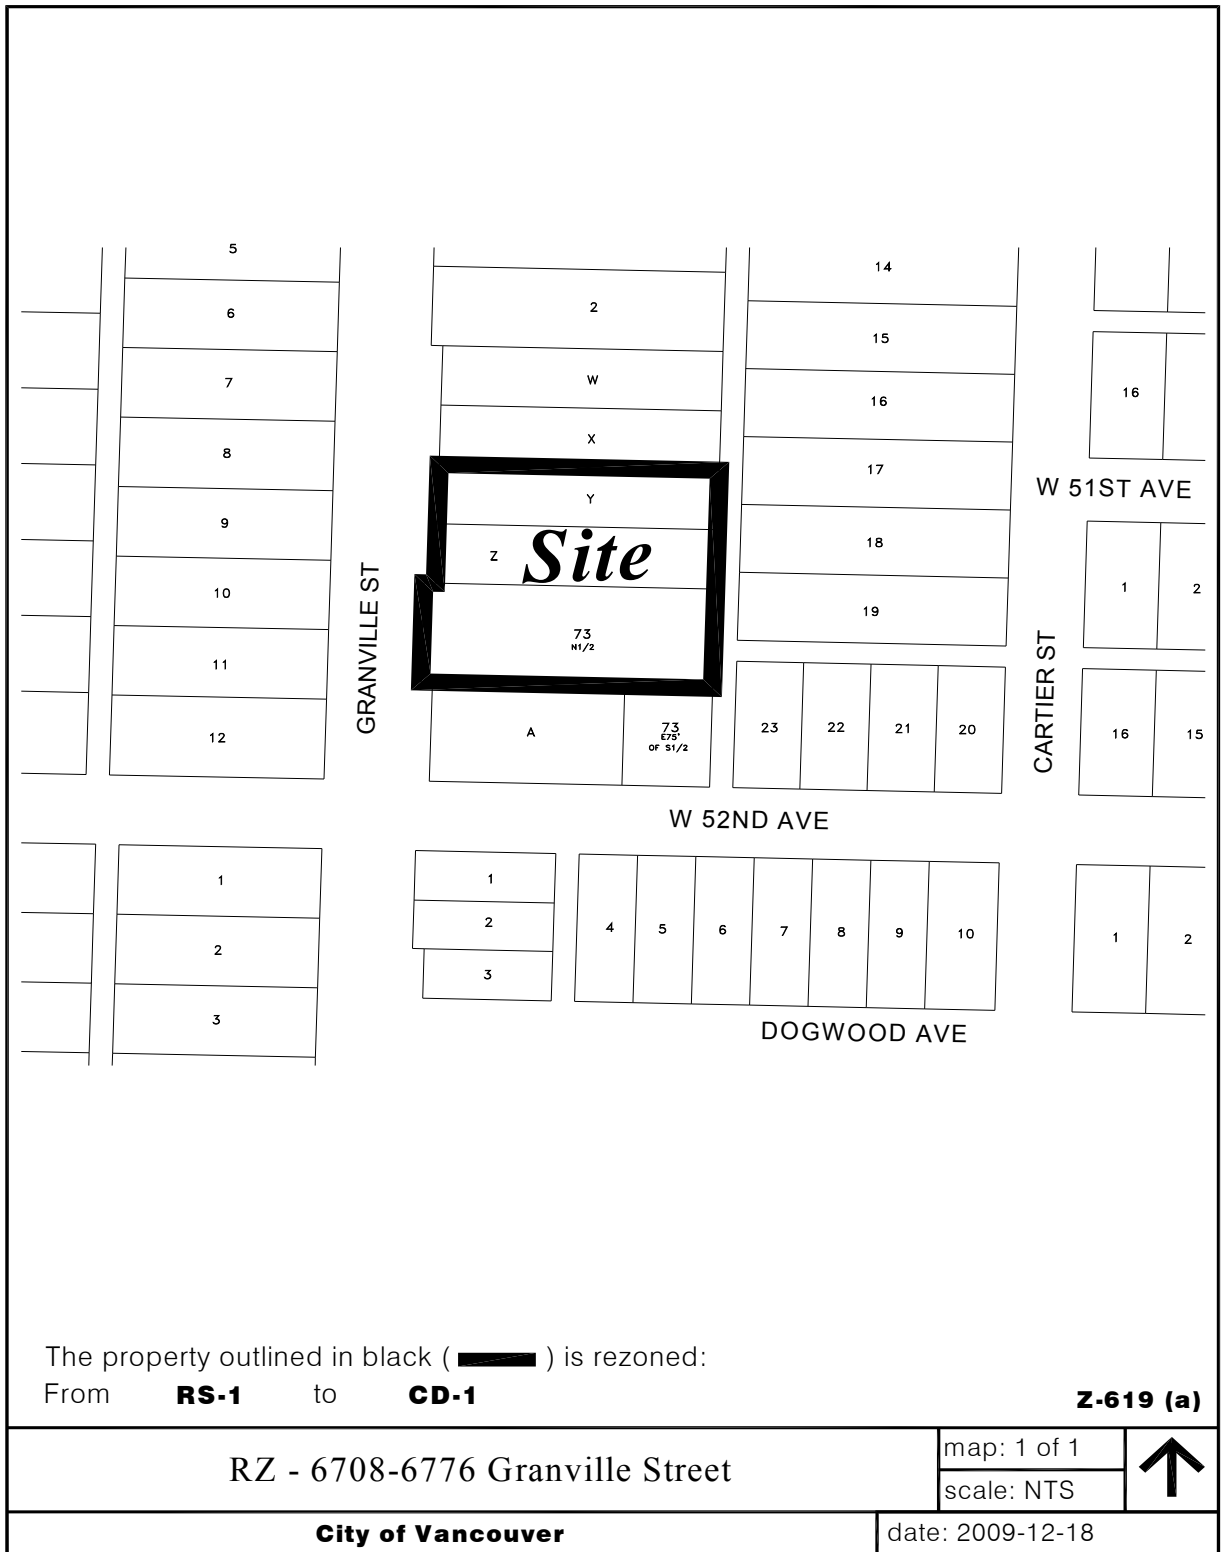 5
14
6
2
15
7
W
16
16
8
X
17
W 51ST AVE
Y
9
18
Z
Site
10
1
2
19
GRANVILLE ST
73
N1/2
11
CARTIER ST
12
A
73
E75'
OF S1/2
23
22
21
20
16
15
W 52ND AVE
1
1
2
2
3
3
4
5
6
7
8
9
10
1
2
DOGWOOD AVE
The property outlined in black ( ) is rezoned:
From RS-1 to CD-1
Z-619 (a)
RZ - 6708-6776 Granville Street
map: 1 of 1
scale: NTS
City of Vancouver
date: 2009-12-18